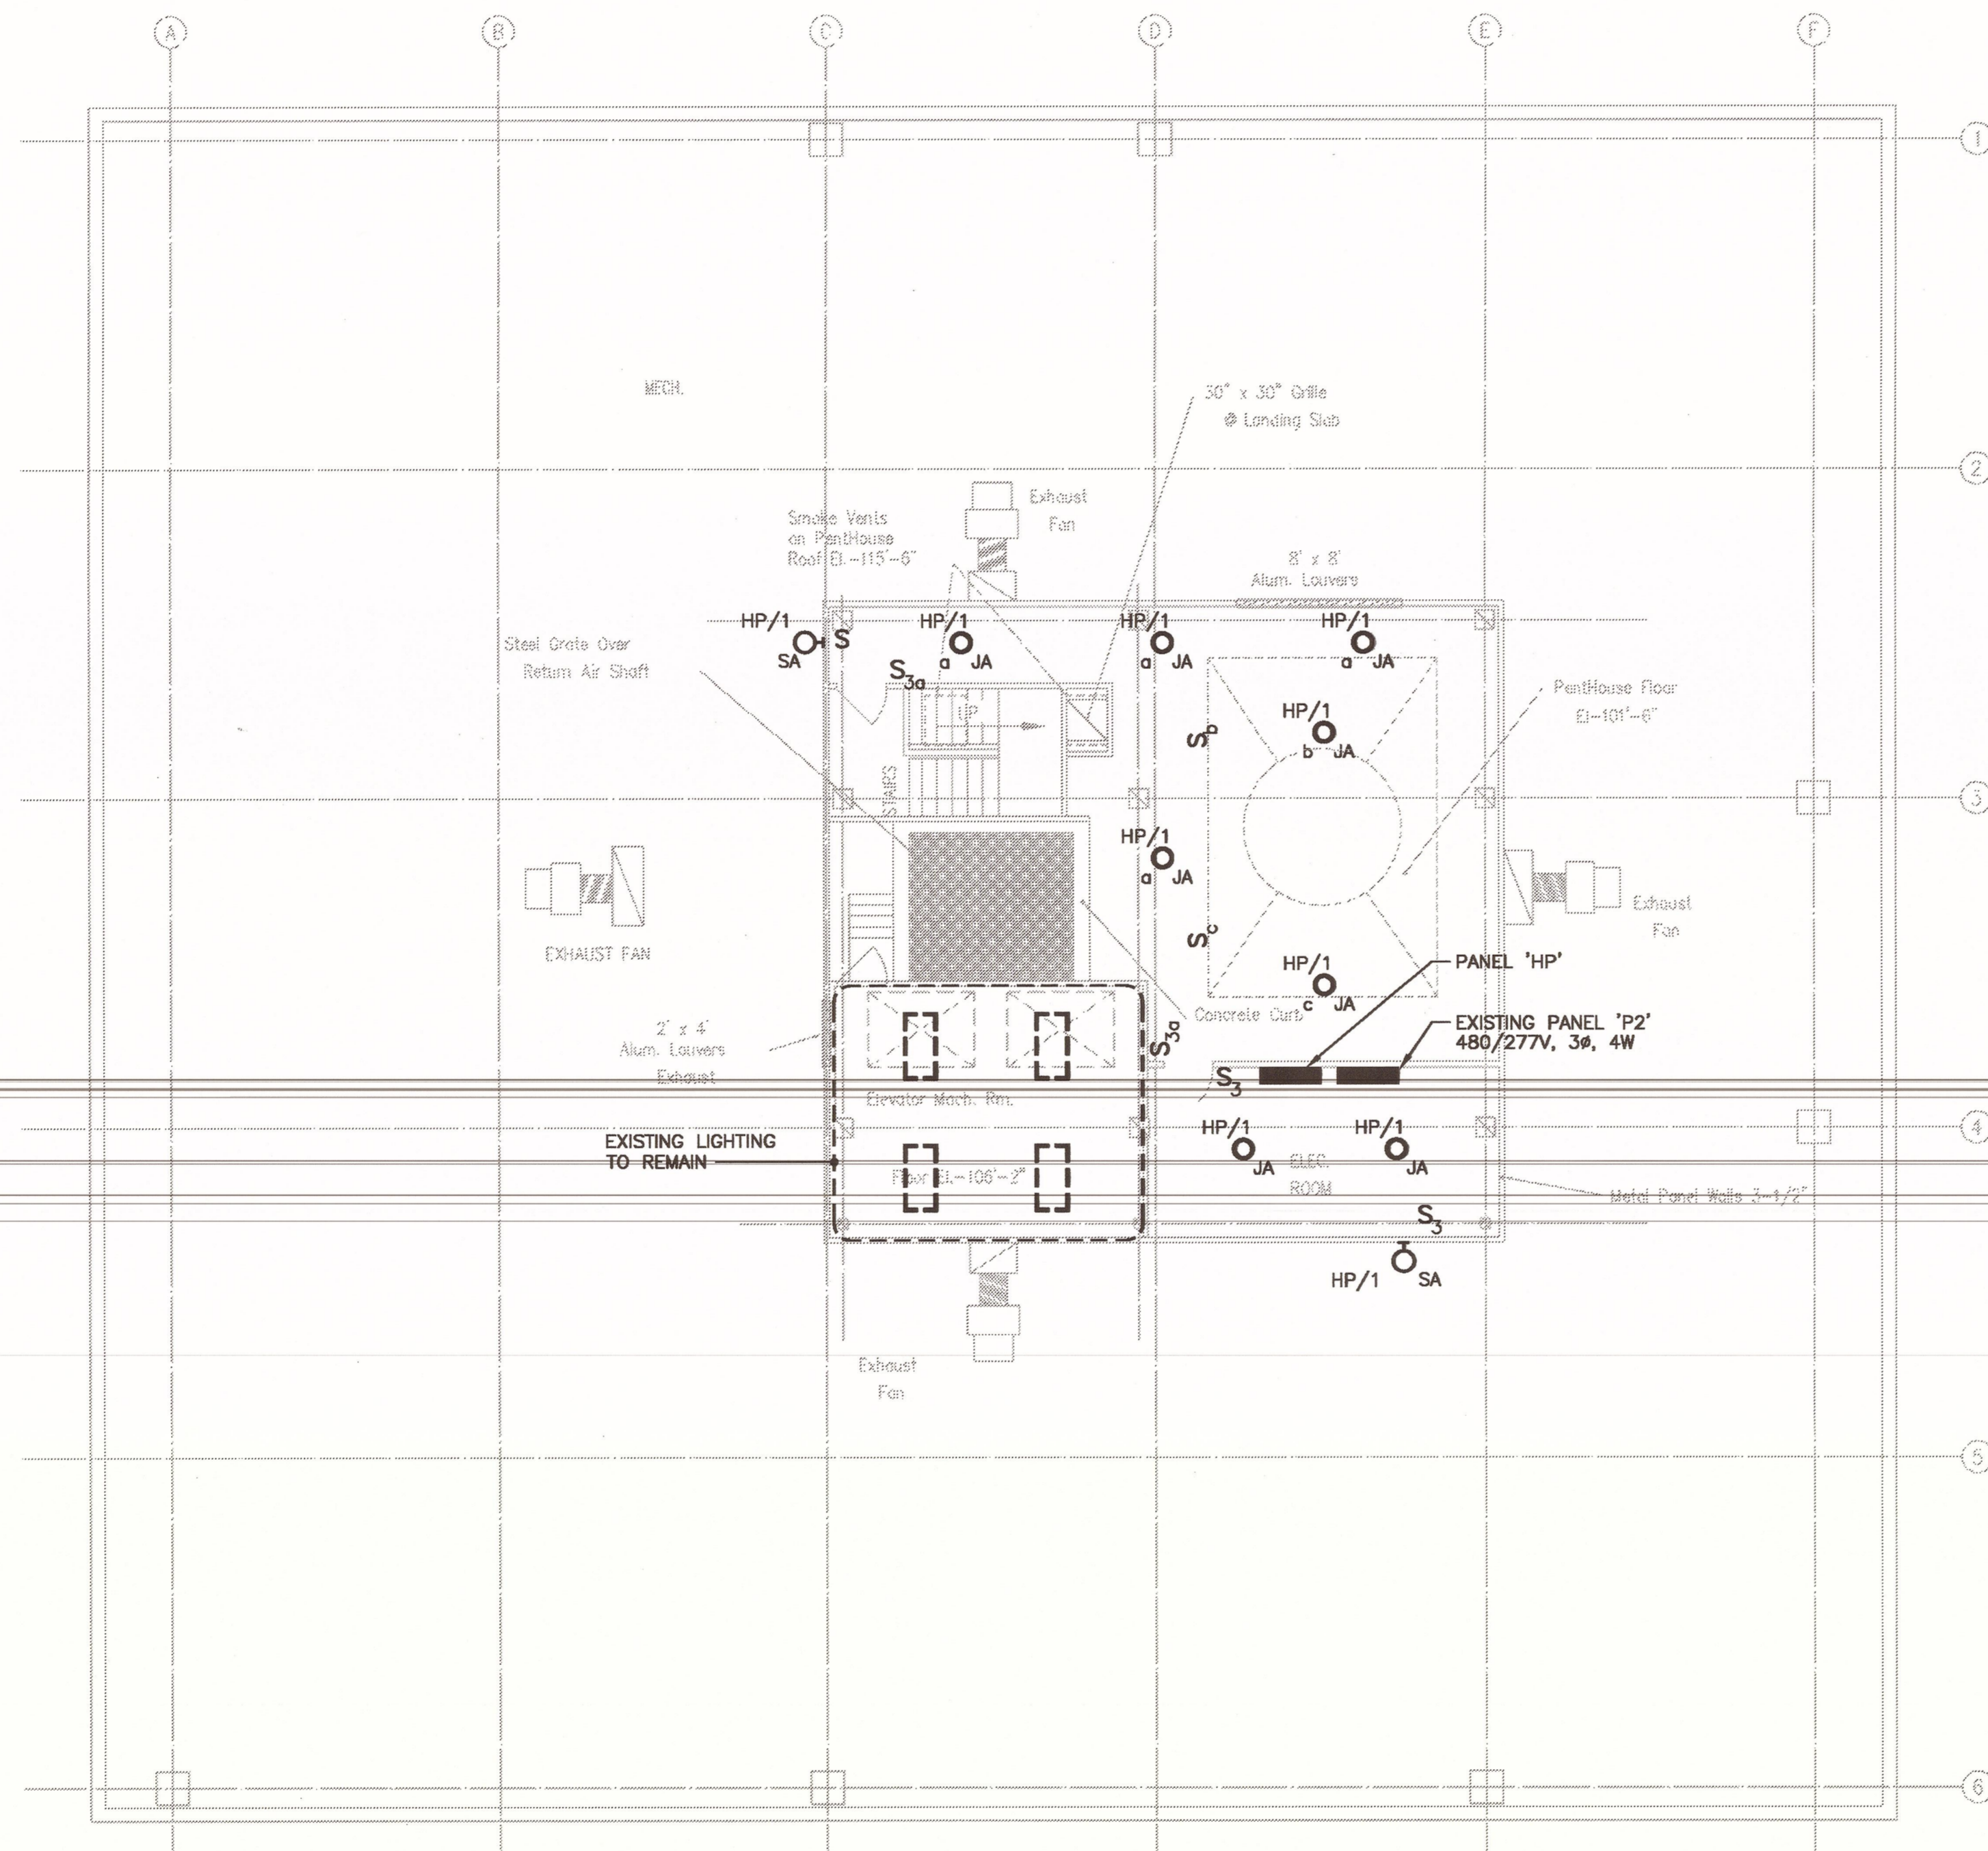 A
B
C
D
E
F
1
MECH.
30" x 30" Grille
@ Landing Slab
2
Smoke Vents
on PentHouse
Roof El.-115'-6"
Exhaust
Fan
8' x 8'
Alum. Louvers
HP/1
SA
S
HP/1
a JA
HP/1
a JA
HP/1
a JA
Steel Grate Over
Return Air Shaft
S3a
UP
PentHouse Floor
El-101'-6"
HP/1
b JA
Sb
STAIRS
3
HP/1
a JA
Exhaust
Fan
EXHAUST FAN
Sc
HP/1
c JA
PANEL 'HP'
Concrete Curb
EXISTING PANEL 'P2'
480/277V, 3ø, 4W
2' x 4'
Alum. Louvers
Exhaust
S3a
S3
Elevator Mach. Rm.
4
EXISTING LIGHTING
TO REMAIN
HP/1
JA
HP/1
JA
ELEC.
ROOM
Floor El.-106'-2"
Metal Panel Walls 3-1/2"
S3
HP/1
SA
Exhaust
Fan
5
6